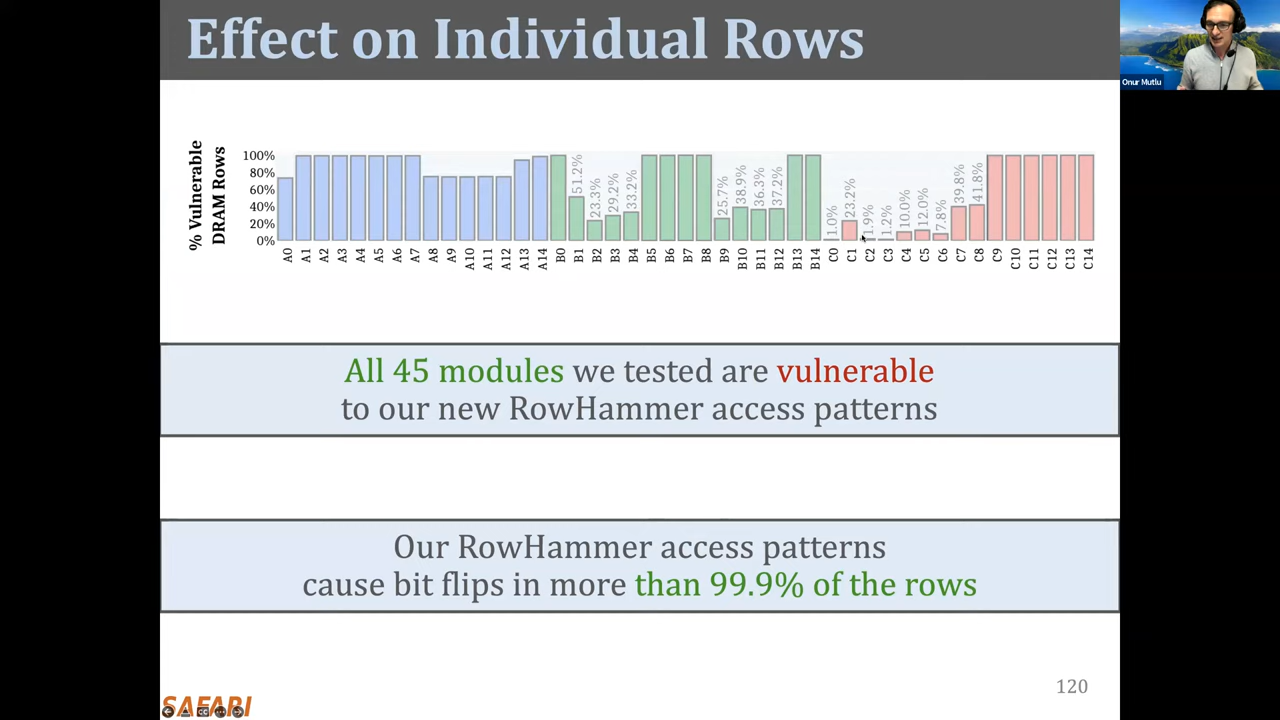 Effect on Individual Rows
Onur Mutlu
% Vulnerable
DRAM Rows
100%
80%
60%
40%
20%
0%
51.2%
23.3%
29.2%
33.2%
25.7%
38.9%
36.3%
37.2%
1.0%
23.2%
1.9%
1.2%
10.0%
12.0%
7.8%
39.8%
41.8%
A0 A1 A2 A3 A4 A5 A6 A7 A8 A9 A10 A11 A12 A13 A14 B0 B1 B2 B3 B4 B5 B6 B7 B8 B9 B10 B11 B12 B13 B14 C0 C1 C2 C3 C4 C5 C6 C7 C8 C9 C10 C11 C12 C13 C14
All 45 modules we tested are vulnerable
to our new RowHammer access patterns
Our RowHammer access patterns
cause bit flips in more than 99.9% of the rows
SAFARI
120